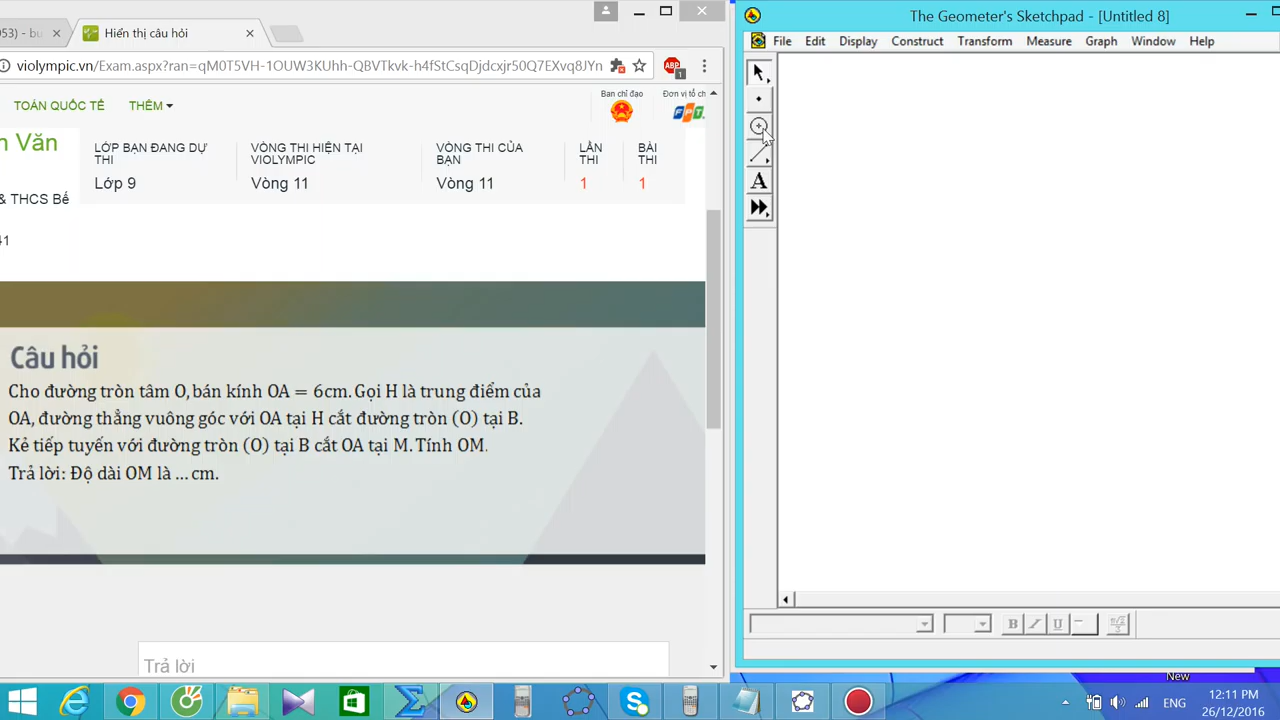 053) - bu
Hiển thị câu hỏi
The Geometer's Sketchpad - [Untitled 8]
violympic.vn/Exam.aspx?ran=qM0T5VH-1OUW3KUhh-QBVTkvk-h4fStCsqDjdcxjr50Q7EXvq8JYn
ABP
1
File Edit Display Construct Transform Measure Graph Window Help
TOÁN QUỐC TẾ THÊM
Ban chỉ đạo
Đơn vị tổ ch
FPT
n Văn
LỚP BẠN ĐANG DỰ THI
Lớp 9
VÒNG THI HIỆN TẠI VIOLYMPIC
Vòng 11
VÒNG THI CỦA BẠN
Vòng 11
LẦN THI
1
BÀI THI
1
& THCS Bế
41
A
Câu hỏi
Cho đường tròn tâm O, bán kính OA = 6cm. Gọi H là trung điểm của
OA, đường thẳng vuông góc với OA tại H cắt đường tròn (O) tại B.
Kẻ tiếp tuyến với đường tròn (O) tại B cắt OA tại M. Tính OM.
Trả lời: Độ dài OM là ... cm.
Trả lời
B I U
New
ENG
12:11 PM
26/12/2016